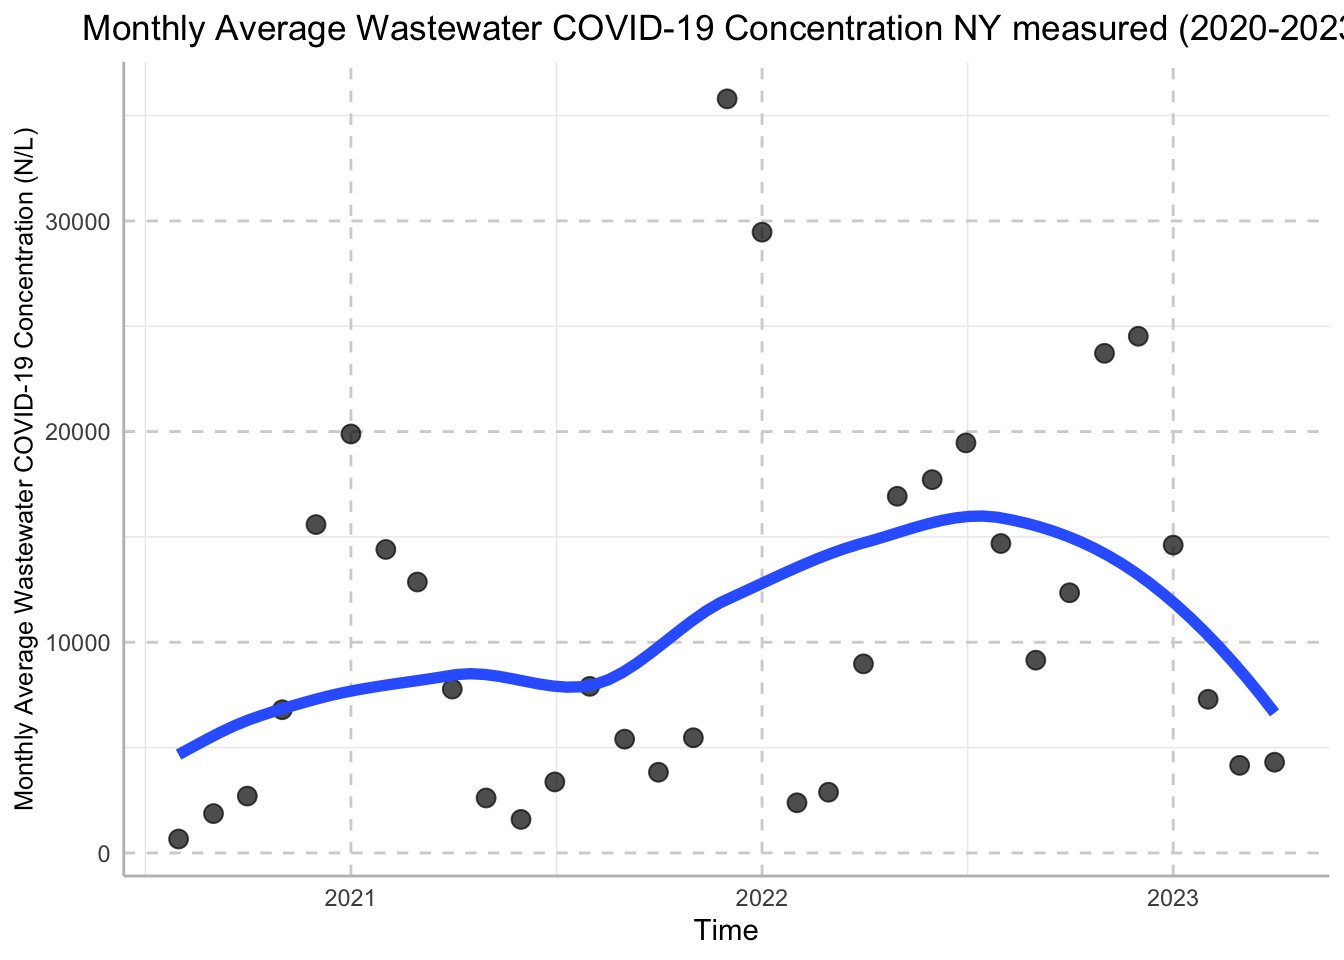 Monthly Average Wastewater COVID-19 Concentration NY measured (2020-2023
Monthly Average Wastewater COVID-19 Concentration (N/L)
30000
20000
10000
0
2021 2022 2023
Time